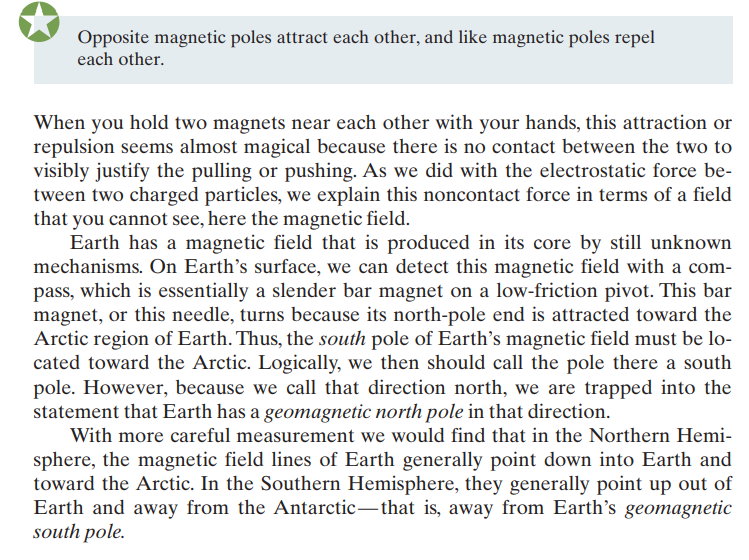 Opposite magnetic poles attract each other, and like magnetic poles repel
each other.
When you hold two magnets near each other with your hands, this attraction or
repulsion seems almost magical because there is no contact between the two to
visibly justify the pulling or pushing. As we did with the electrostatic force be-
tween two charged particles, we explain this noncontact force in terms of a field
that you cannot see, here the magnetic field.
Earth has a magnetic field that is produced in its core by still unknown
mechanisms. On Earth’s surface, we can detect this magnetic field with a com-
pass, which is essentially a slender bar magnet on a low-friction pivot. This bar
magnet, or this needle, turns because its north-pole end is attracted toward the
Arctic region of Earth. Thus, the south pole of Earth’s magnetic field must be lo-
cated toward the Arctic. Logically, we then should call the pole there a south
pole. However, because we call that direction north, we are trapped into the
statement that Earth has a geomagnetic north pole in that direction.
With more careful measurement we would find that in the Northern Hemi-
sphere, the magnetic field lines of Earth generally point down into Earth and
toward the Arctic. In the Southern Hemisphere, they generally point up out of
Earth and away from the Antarctic—that is, away from Earth’s geomagnetic
south pole.